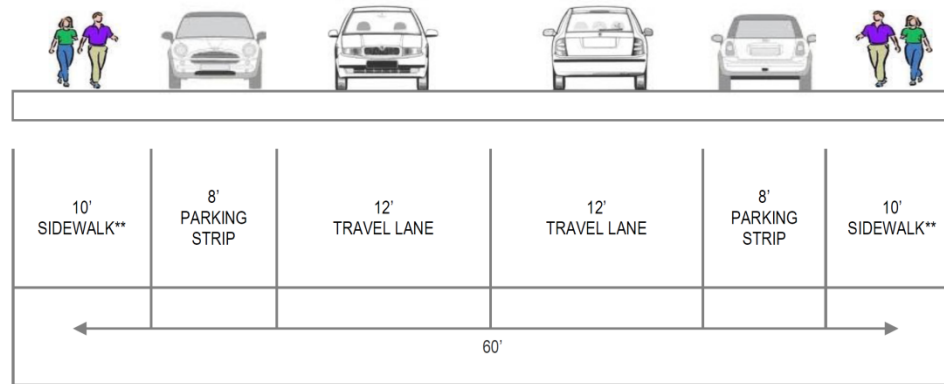 10’
SIDEWALK**
8’
PARKING
STRIP
12’
TRAVEL LANE
12’
TRAVEL LANE
8’
PARKING
STRIP
10’
SIDEWALK**
60’